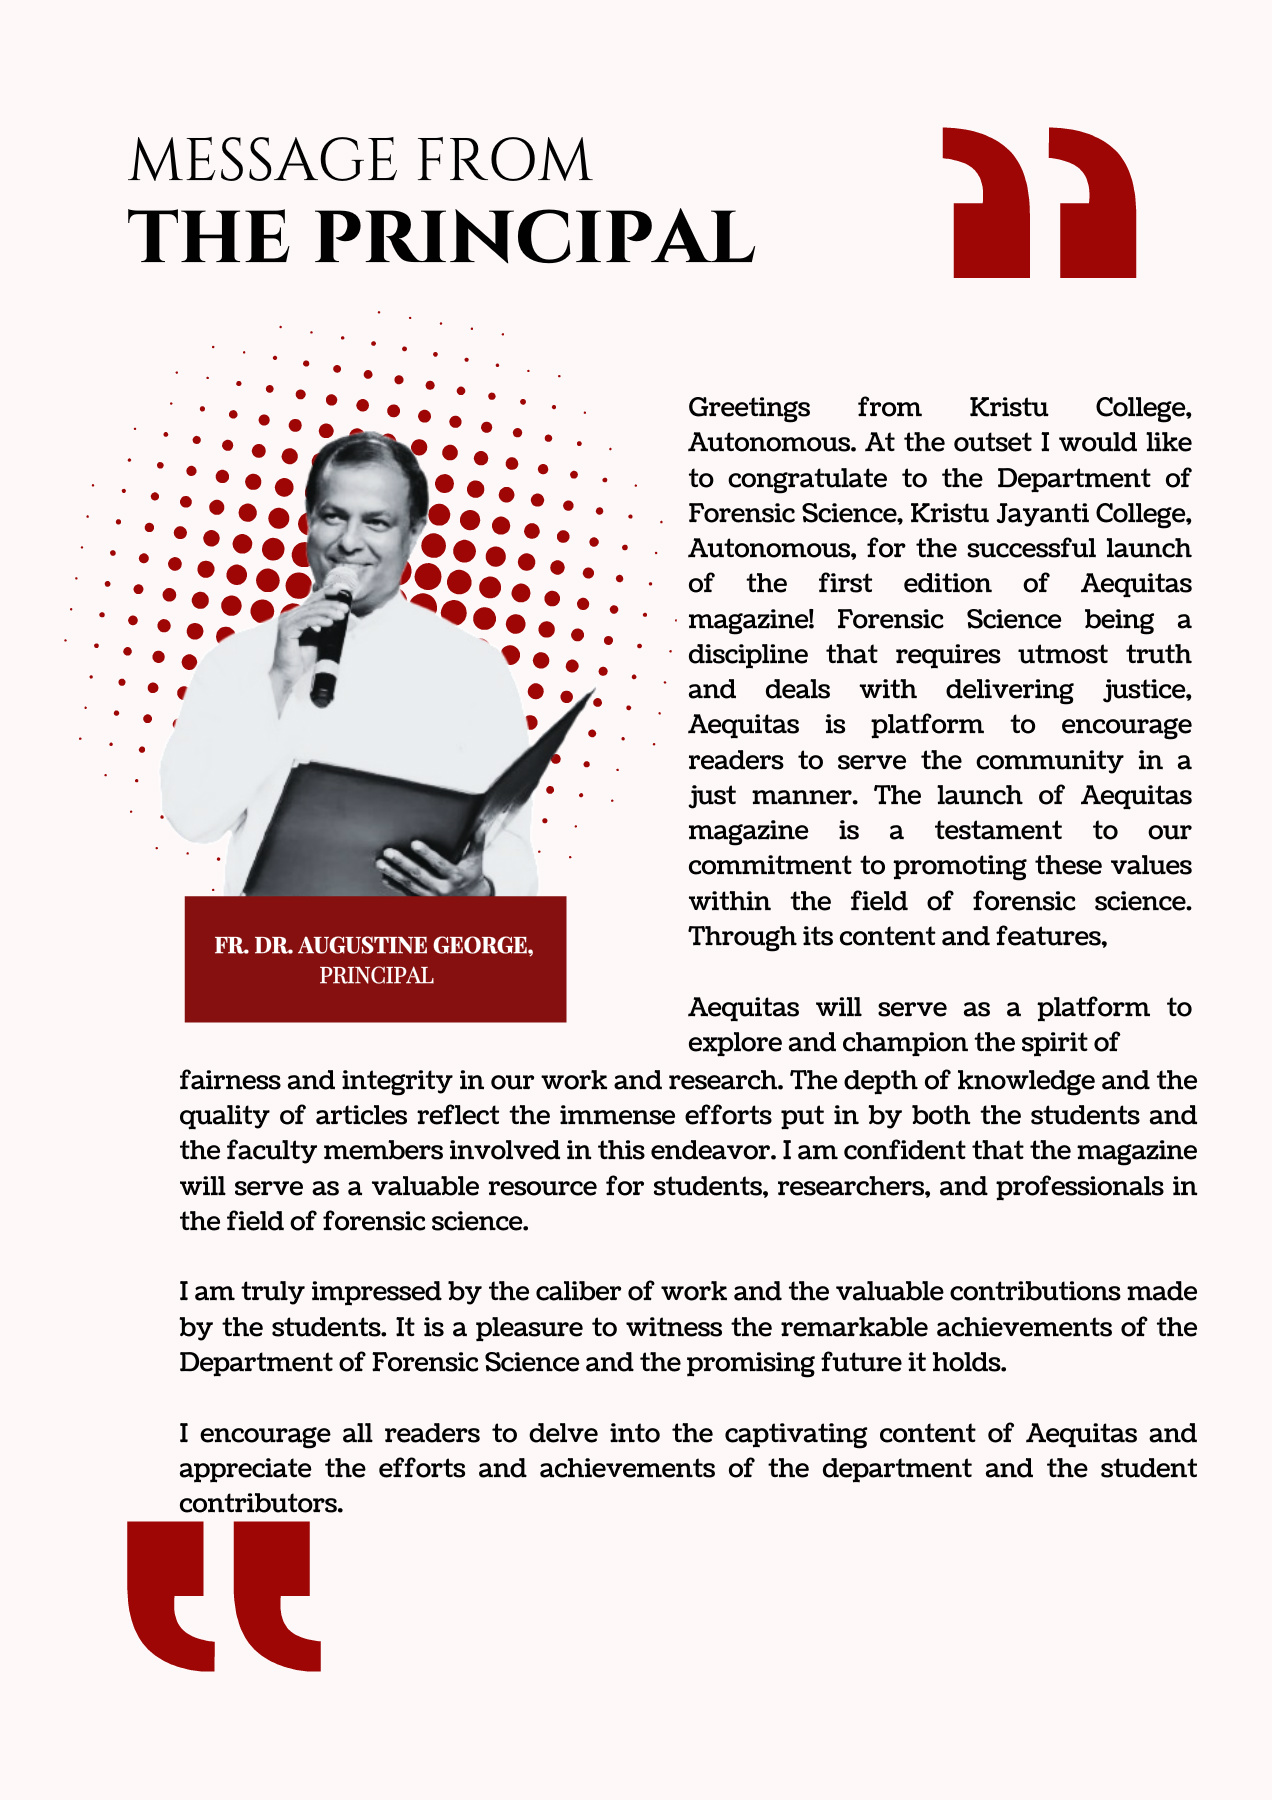 MESSAGE FROM
THE PRINCIPAL
Greetings from Kristu College,
Autonomous. At the outset I would like
to congratulate to the Department of
Forensic Science, Kristu Jayanti College,
Autonomous, for the successful launch
of the first edition of Aequitas
magazine! Forensic Science being a
discipline that requires utmost truth
and deals with delivering justice,
Aequitas is platform to encourage
readers to serve the community in a
just manner. The launch of Aequitas
magazine is a testament to our
commitment to promoting these values
within the field of forensic science.
Through its content and features,
FR. DR. AUGUSTINE GEORGE,
PRINCIPAL
Aequitas will serve as a platform to
explore and champion the spirit of
fairness and integrity in our work and research. The depth of knowledge and the
quality of articles reflect the immense efforts put in by both the students and
the faculty members involved in this endeavor. I am confident that the magazine
will serve as a valuable resource for students, researchers, and professionals in
the field of forensic science.
I am truly impressed by the caliber of work and the valuable contributions made
by the students. It is a pleasure to witness the remarkable achievements of the
Department of Forensic Science and the promising future it holds.
I encourage all readers to delve into the captivating content of Aequitas and
appreciate the efforts and achievements of the department and the student
contributors.